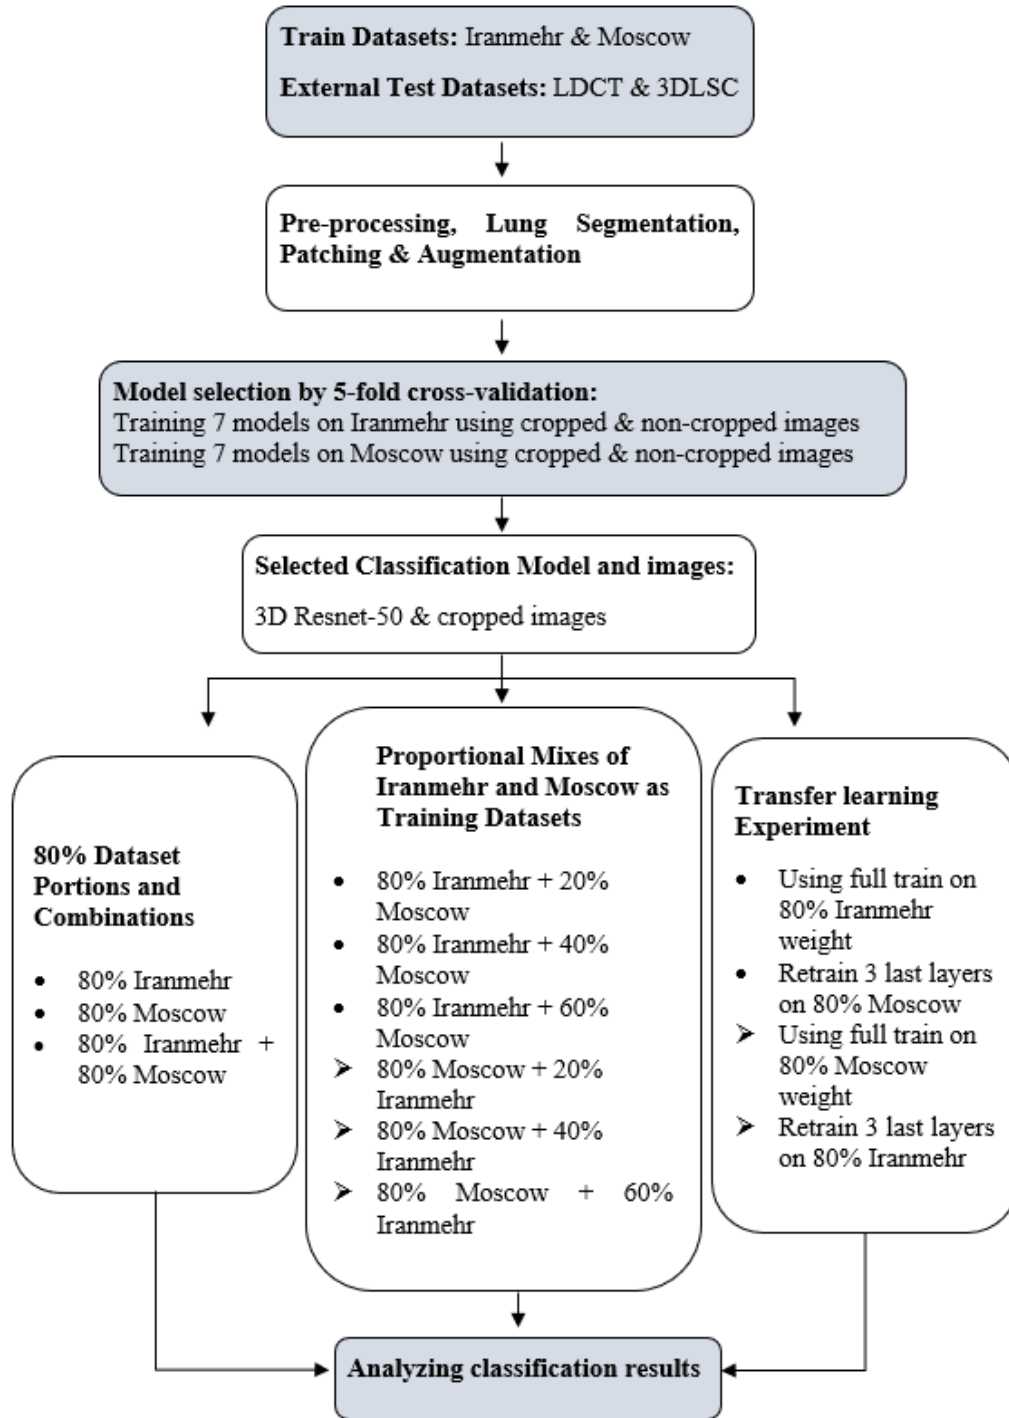 Train Datasets: Iranmehr & Moscow
External Test Datasets: LDCT & 3DLSC
Pre-processing, Lung Segmentation,
Patching & Augmentation
Model selection by 5-fold cross-validation:
Training 7 models on Iranmehr using cropped & non-cropped images
Training 7 models on Moscow using cropped & non-cropped images
Selected Classification Model and images:
3D Resnet-50 & cropped images
80% Dataset
Portions and
Combinations
• 80% Iranmehr
• 80% Moscow
• 80% Iranmehr +
80% Moscow
Proportional Mixes of
Iranmehr and Moscow as
Training Datasets
• 80% Iranmehr + 20%
Moscow
• 80% Iranmehr + 40%
Moscow
• 80% Iranmehr + 60%
Moscow
➤ 80% Moscow + 20%
Iranmehr
➤ 80% Moscow + 40%
Iranmehr
➤ 80% Moscow + 60%
Iranmehr
Transfer learning
Experiment
• Using full train on
80% Iranmehr
weight
• Retrain 3 last layers
on 80% Moscow
➤ Using full train on
80% Moscow
weight
➤ Retrain 3 last layers
on 80% Iranmehr
Analyzing classification results